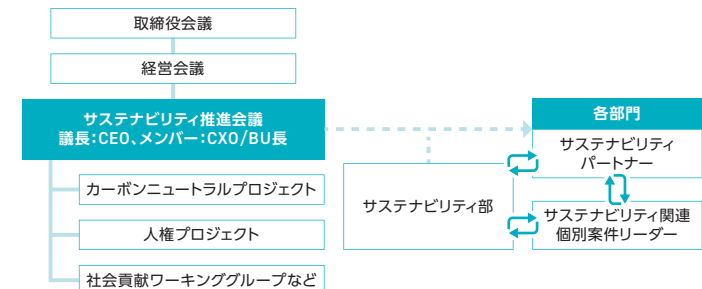 取締役会議
経営会議
サステナビリティ推進会議
議長:CEO、メンバー:CXO/BU長
カーボンニュートラルプロジェクト
人権プロジェクト
社会貢献ワーキンググループなど
サステナビリティ部
各部門
サステナビリティ
パートナー
サステナビリティ関連
個別案件リーダー